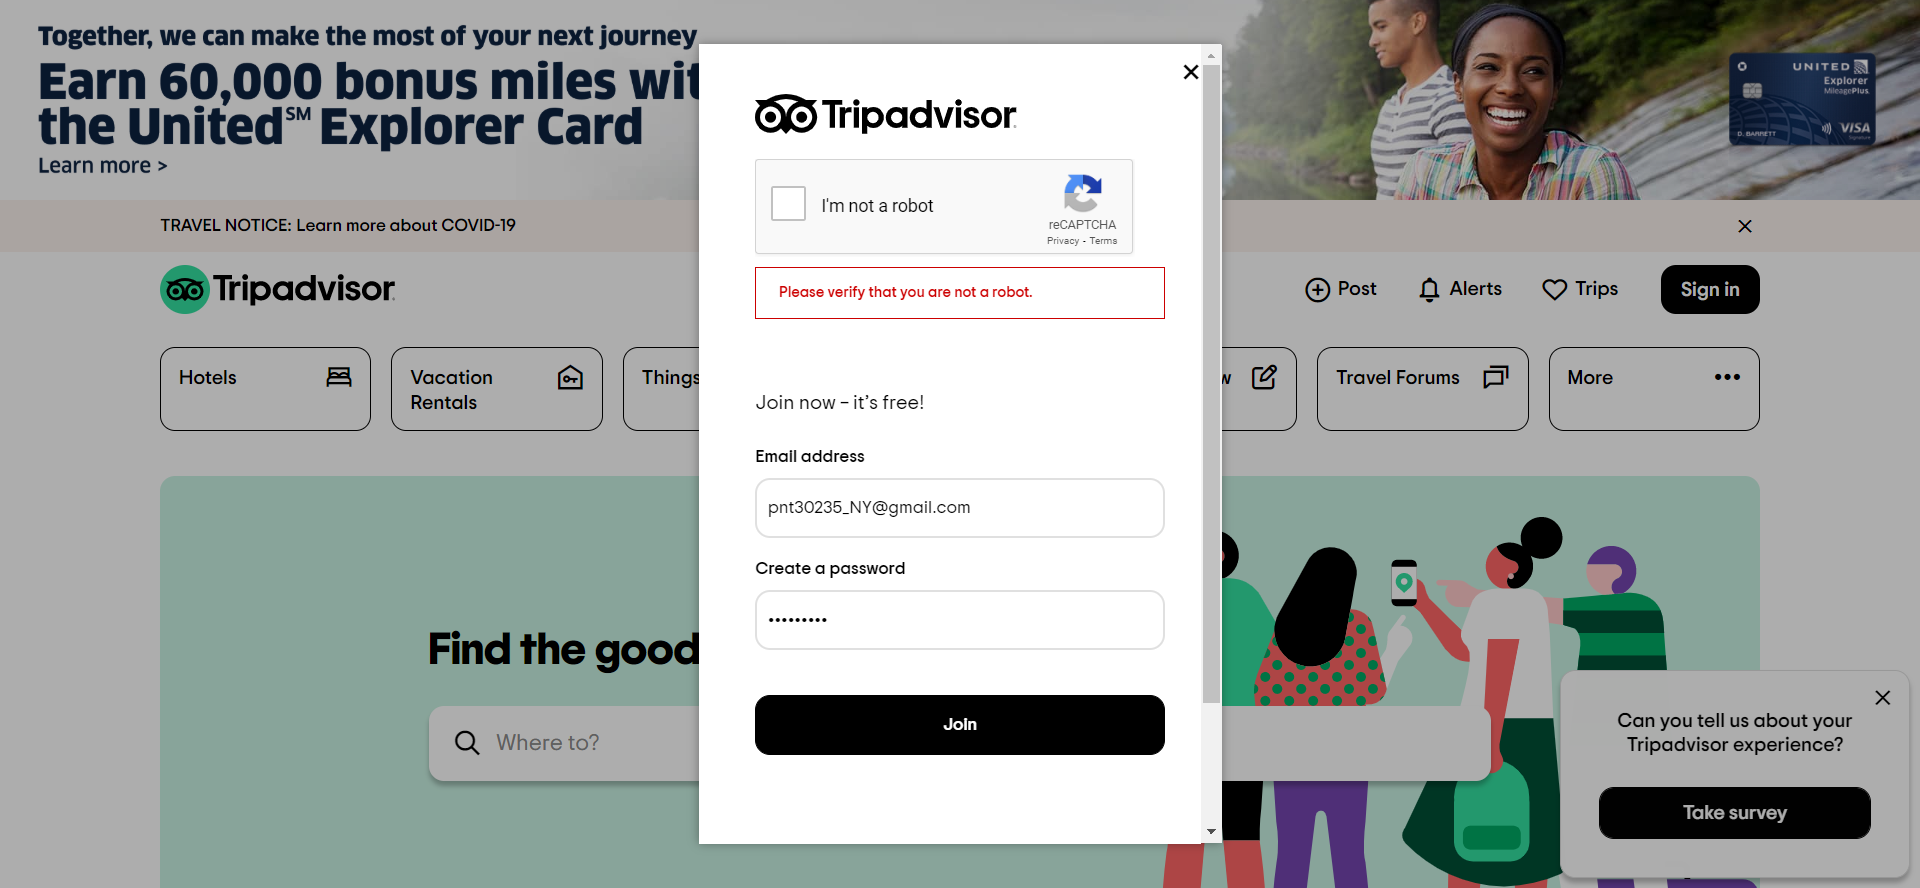 Together, we can make the most of your next journey
Earn 60,000 bonus miles wit
the United℠ Explorer Card
Learn more >
UNITED
Explorer
MileagePlus
D. BARRETT
VISA
Signature
TRAVEL NOTICE: Learn more about COVID-19
Tripadvisor
Post
Alerts
Trips
Sign in
Hotels
Vacation
Rentals
Things
w
Travel Forums
More
Find the good
Where to?
Tripadvisor
I'm not a robot
reCAPTCHA
Privacy - Terms
Please verify that you are not a robot.
Join now – it’s free!
Email address
pnt30235_NY@gmail.com
Create a password
•••••••••
Join
Can you tell us about your
Tripadvisor experience?
Take survey